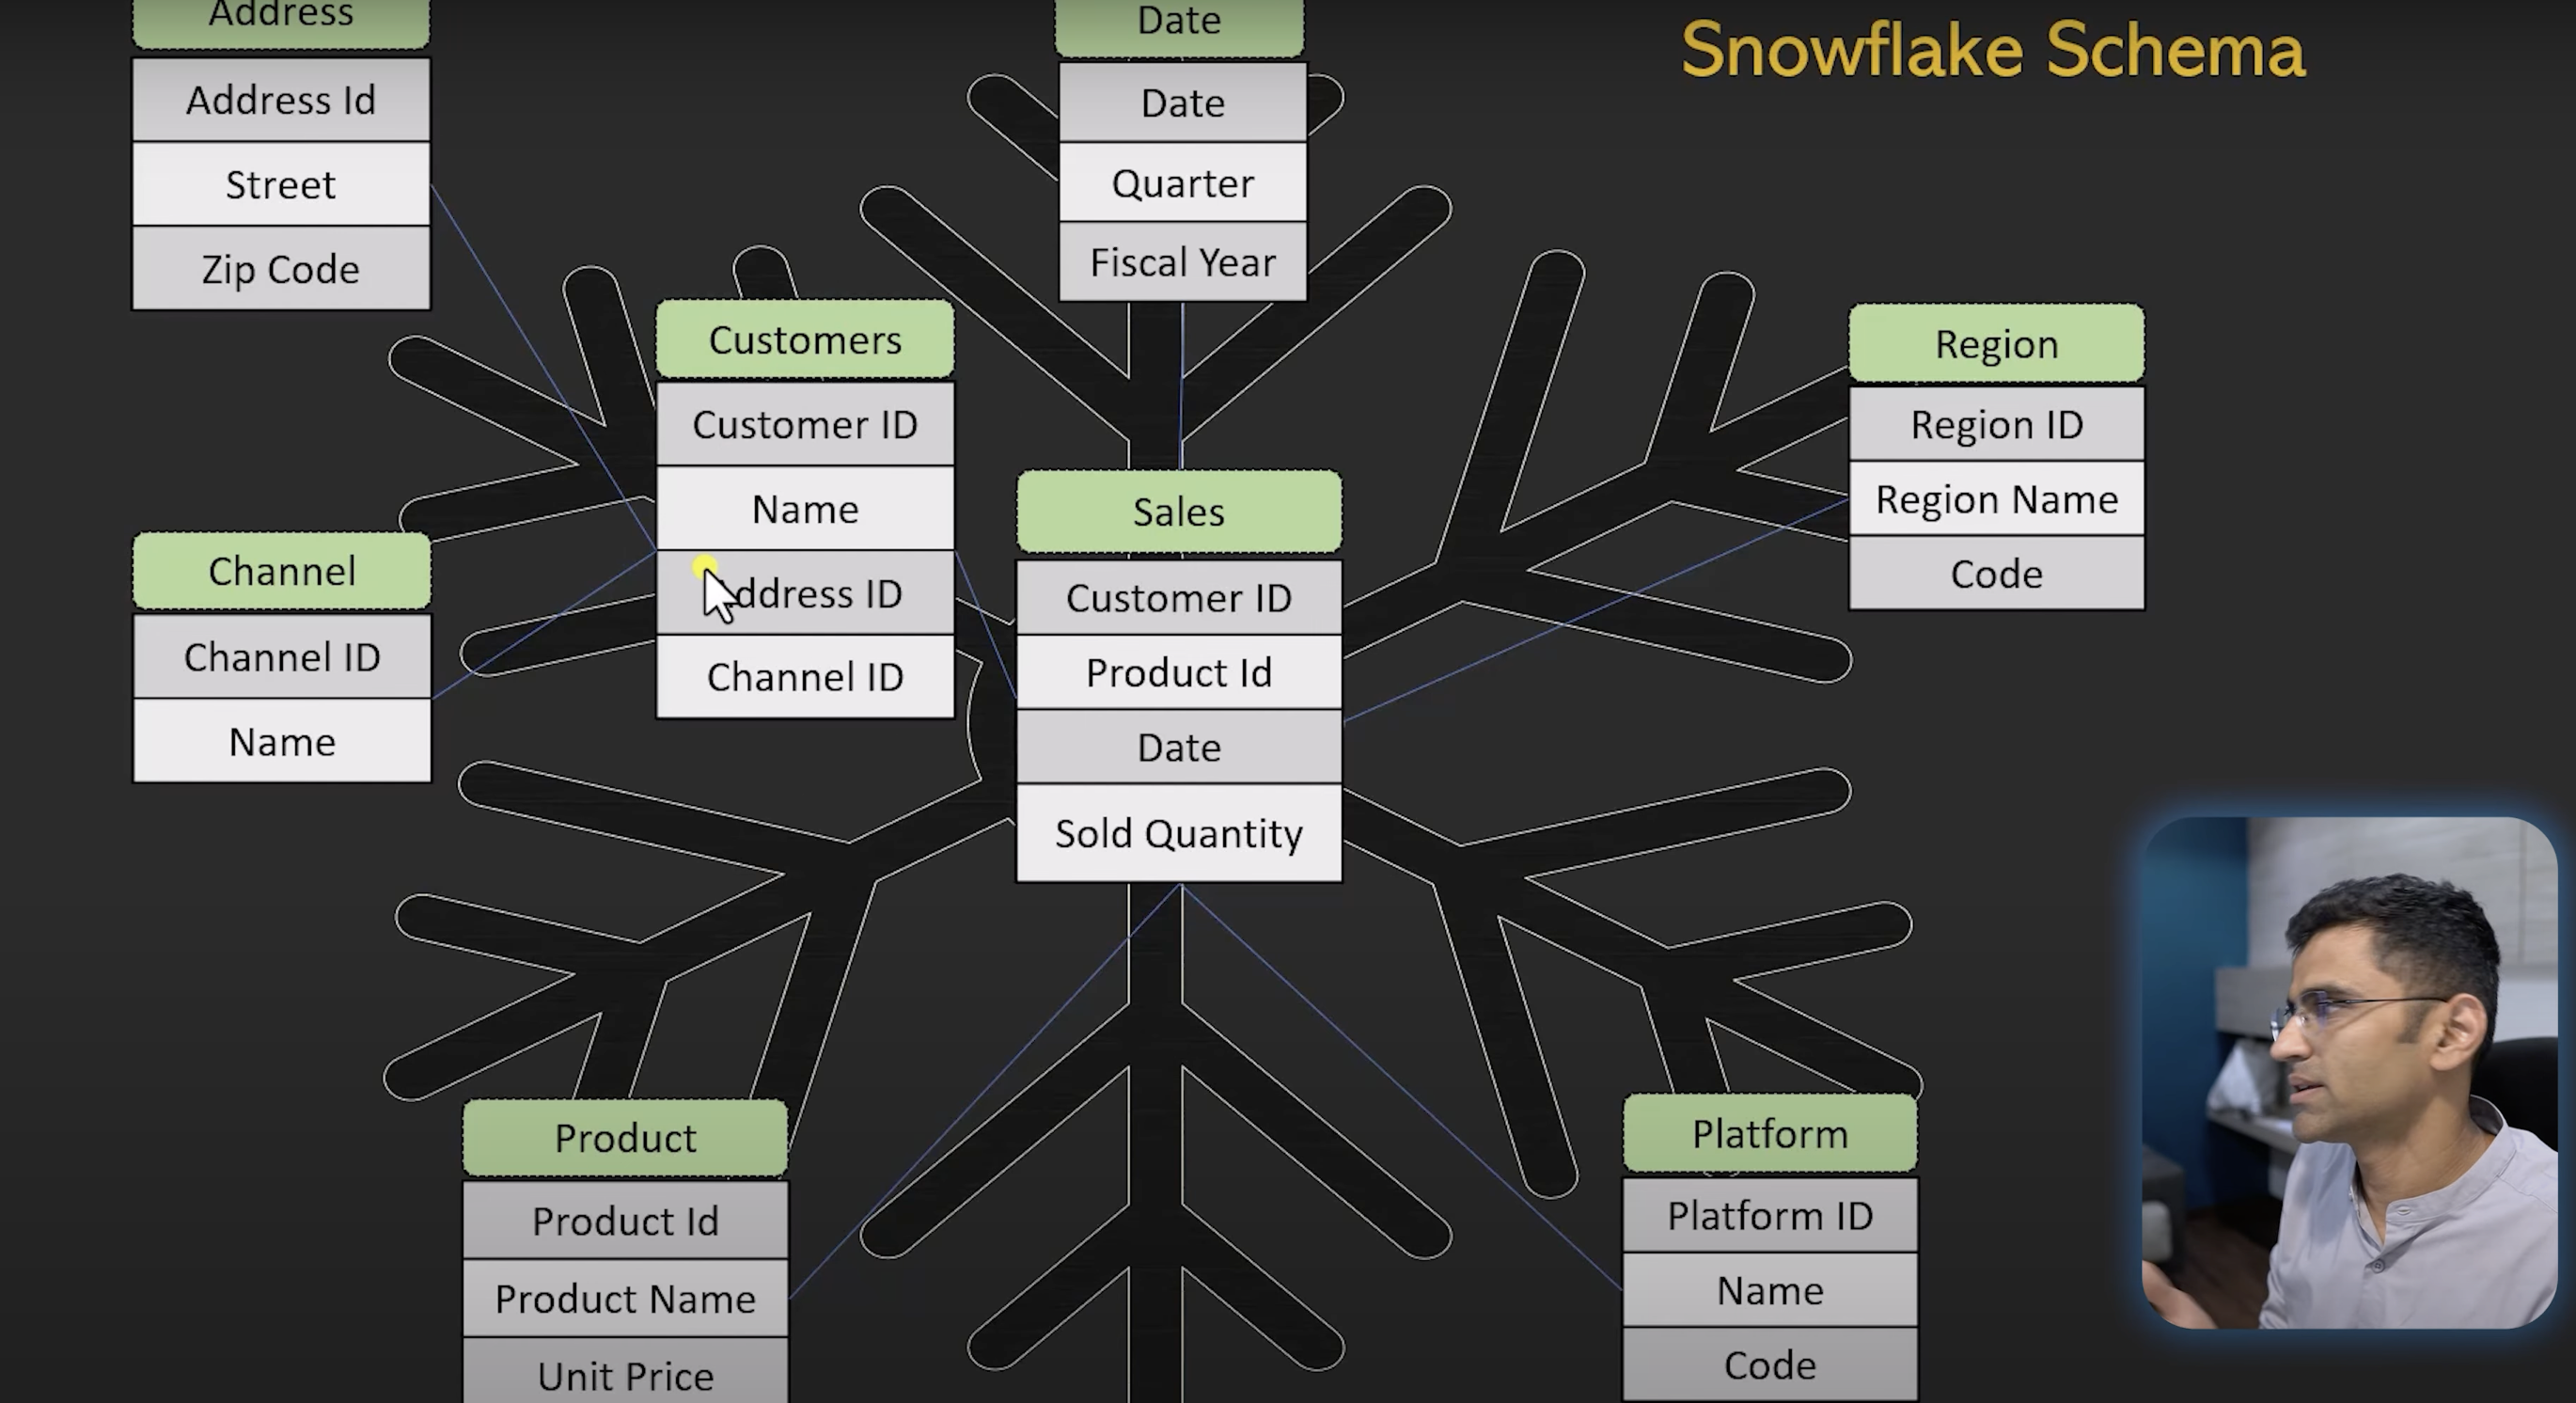 Snowflake Schema
Address
Address Id
Street
Zip Code
Date
Date
Quarter
Fiscal Year
Customers
Customer ID
Name
Address ID
Channel ID
Region
Region ID
Region Name
Code
Channel
Channel ID
Name
Sales
Customer ID
Product Id
Date
Sold Quantity
Product
Product Id
Product Name
Unit Price
Platform
Platform ID
Name
Code